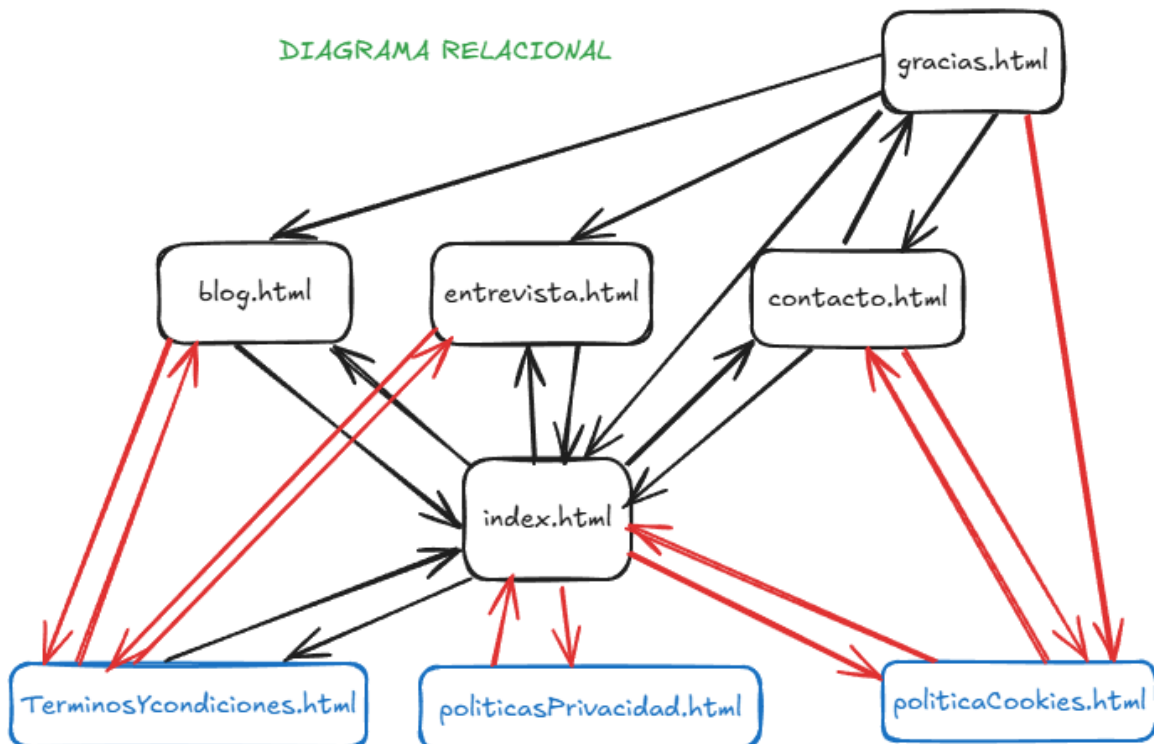 DIAGRAMA RELACIONAL
gracias.html
blog.html
entrevista.html
contacto.html
index.html
TerminosYcondiciones.html
politicasPrivacidad.html
politicaCookies.html